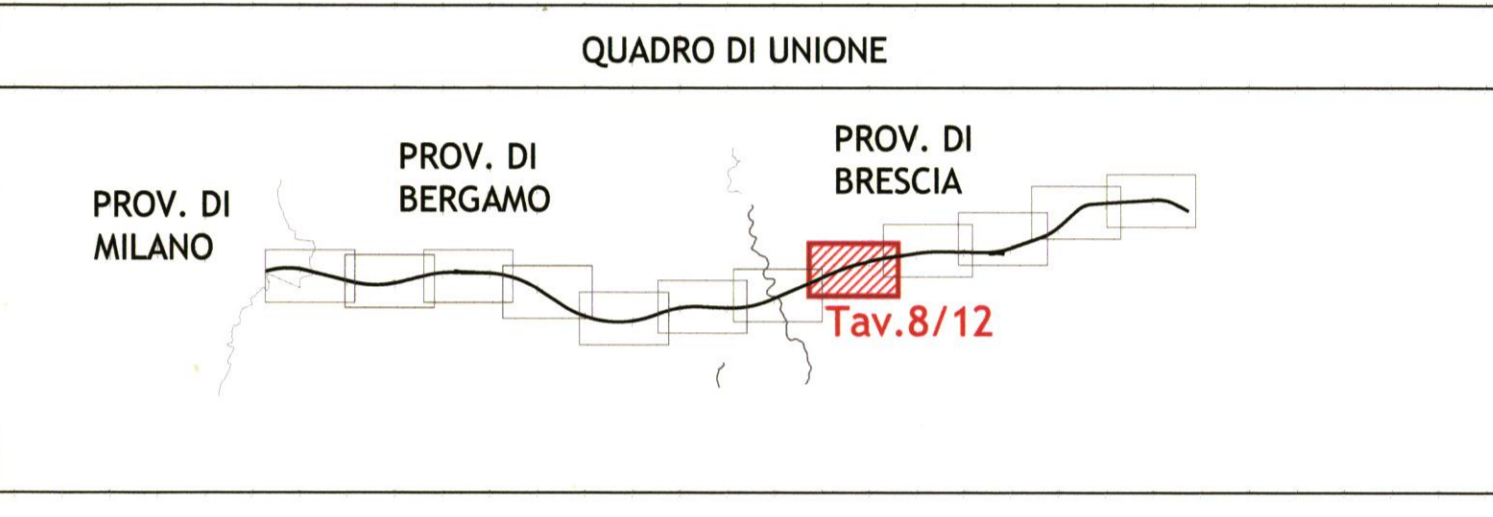 QUADRO DI UNIONE
PROV. DI
MILANO
PROV. DI
BERGAMO
PROV. DI
BRESCIA
Tav.8/12